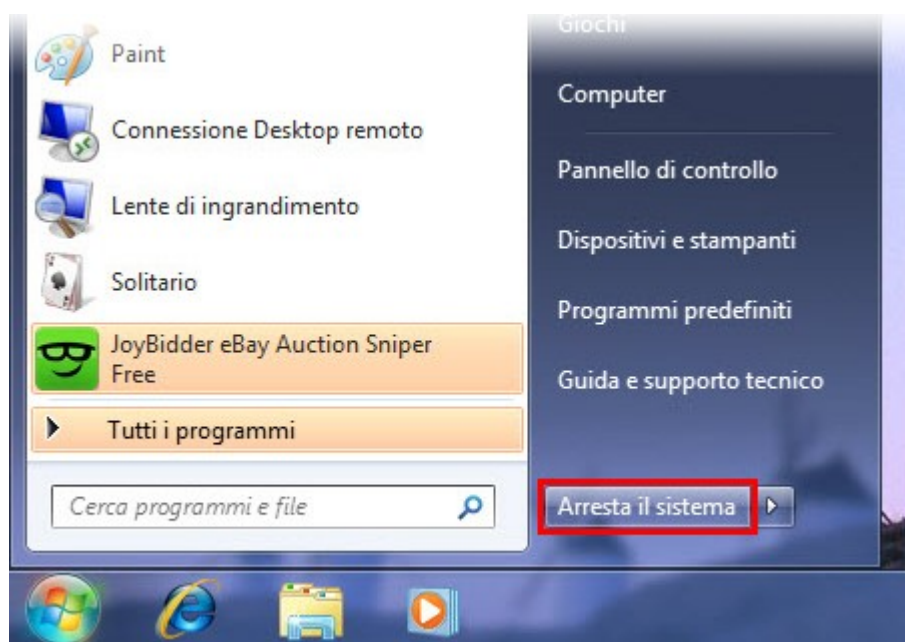 Paint
Connessione Desktop remoto
Lente di ingrandimento
Solitario
JoyBidder eBay Auction Sniper
Free
Tutti i programmi
Cerca programmi e file
Giochi
Computer
Pannello di controllo
Dispositivi e stampanti
Programmi predefiniti
Guida e supporto tecnico
Arresta il sistema